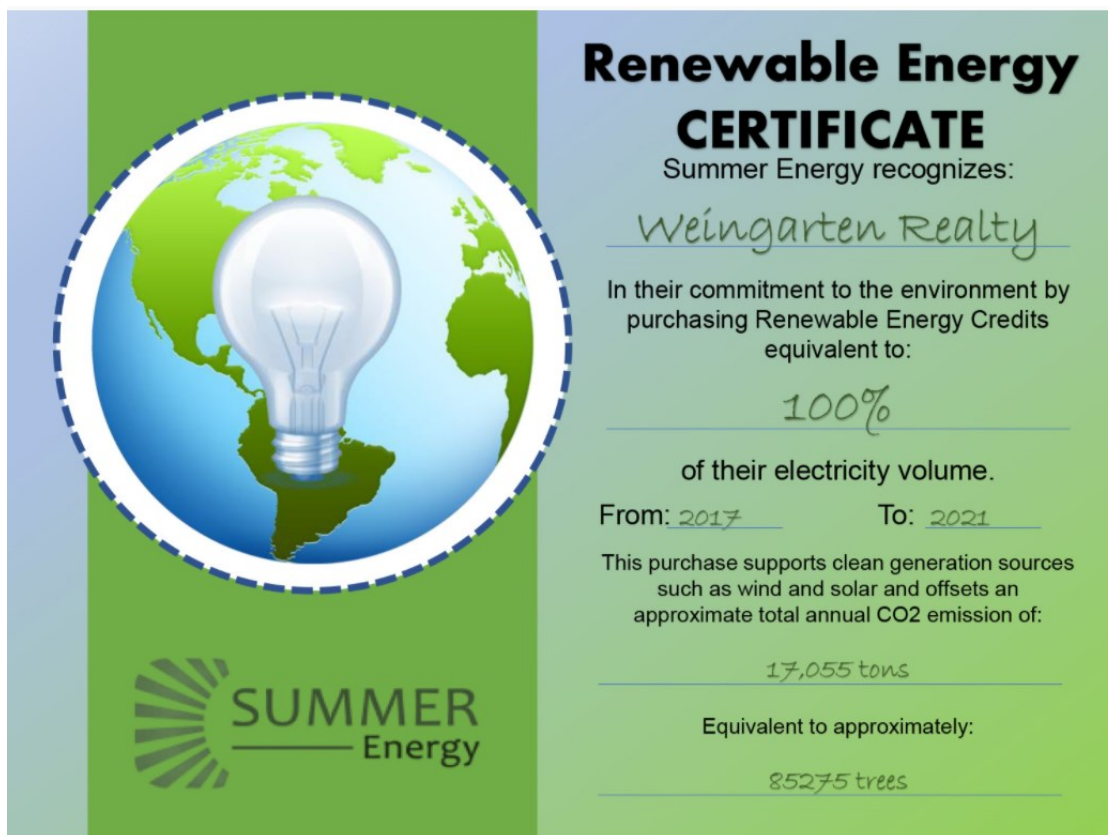 Renewable Energy
CERTIFICATE
Summer Energy recognizes:
Weingarten Realty
In their commitment to the environment by
purchasing Renewable Energy Credits
equivalent to:
100%
of their electricity volume.
From: 2017 To: 2021
This purchase supports clean generation sources
such as wind and solar and offsets an
approximate total annual CO2 emission of:
17,055 tons
Equivalent to approximately:
85275 trees
SUMMER
Energy